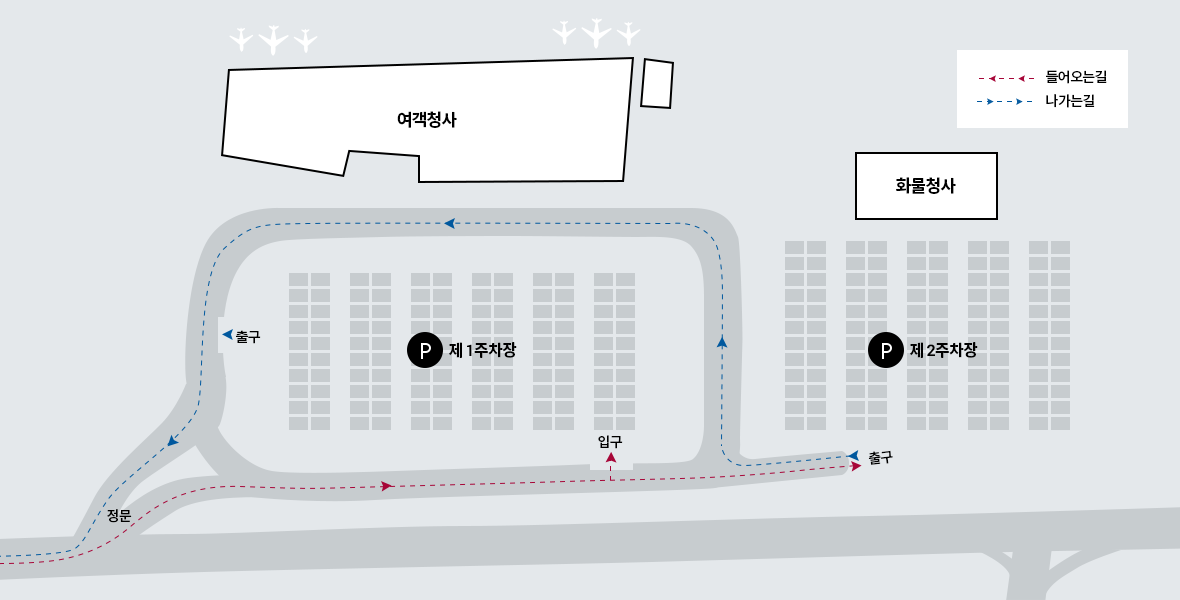 들어오는길
나가는길
여객청사
화물청사
출구
P 제 1주차장
P 제 2주차장
입구
출구
정문